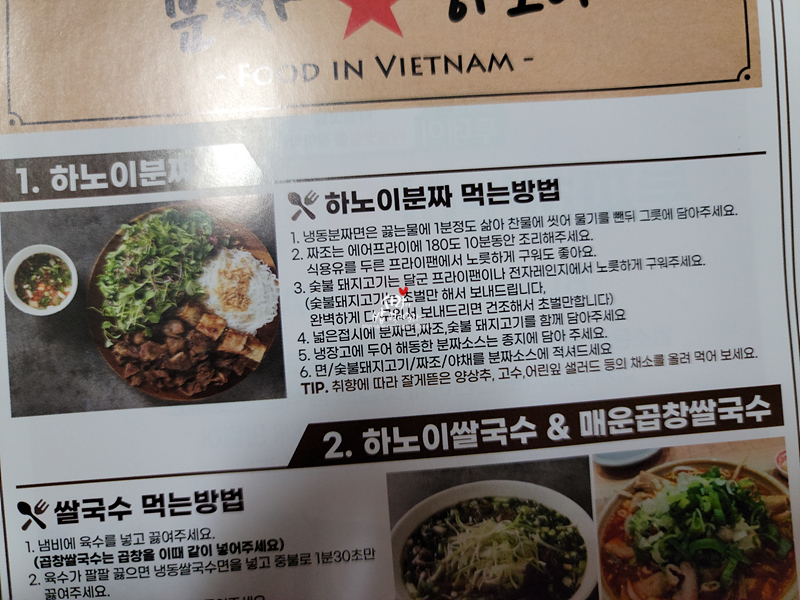 - FOOD IN VIETNAM -
1. 하노이분짜
하노이분짜 먹는방법
1. 냉동분짜면은 끓는물에 1분정도 삶아 찬물에 씻어 물기를 뺀뒤 그릇에 담아주세요.
2. 짜조는 에어프라이에 180도 10분동안 조리해주세요.
식용유를 두른 프라이팬에서 노릇하게 구워도 좋아요.
3. 숯불 돼지고기는 달군 프라이팬이나 전자레인지에서 노릇하게 구워주세요.
(숯불돼지고기는 초벌만 해서 보내드립니다,
완벽하게 다 보내드리면 건조해서 초벌만합니다)
4. 넓은접시에 분짜면,짜조,숯불 돼지고기를 함께 담아주세요
5. 냉장고에 두어 해동한 분짜소스는 종지에 담아 주세요.
6. 면/숯불돼지고기/짜조/야채를 분짜소스에 적셔드세요
TIP. 취향에 따라 잘게뜯은 양상추, 고수,어린잎 샐러드 등의 채소를 올려 먹어 보세요.
2. 하노이쌀국수 & 매운곱창쌀국수
쌀국수 먹는방법
1. 냄비에 육수를 넣고 끓여주세요.
(곱창쌀국수는 곱창을 이때 같이 넣어주세요)
2. 육수가 팔팔 끓으면 냉동쌀국수면을 넣고 중불로 1분30초만
끓여주세요.